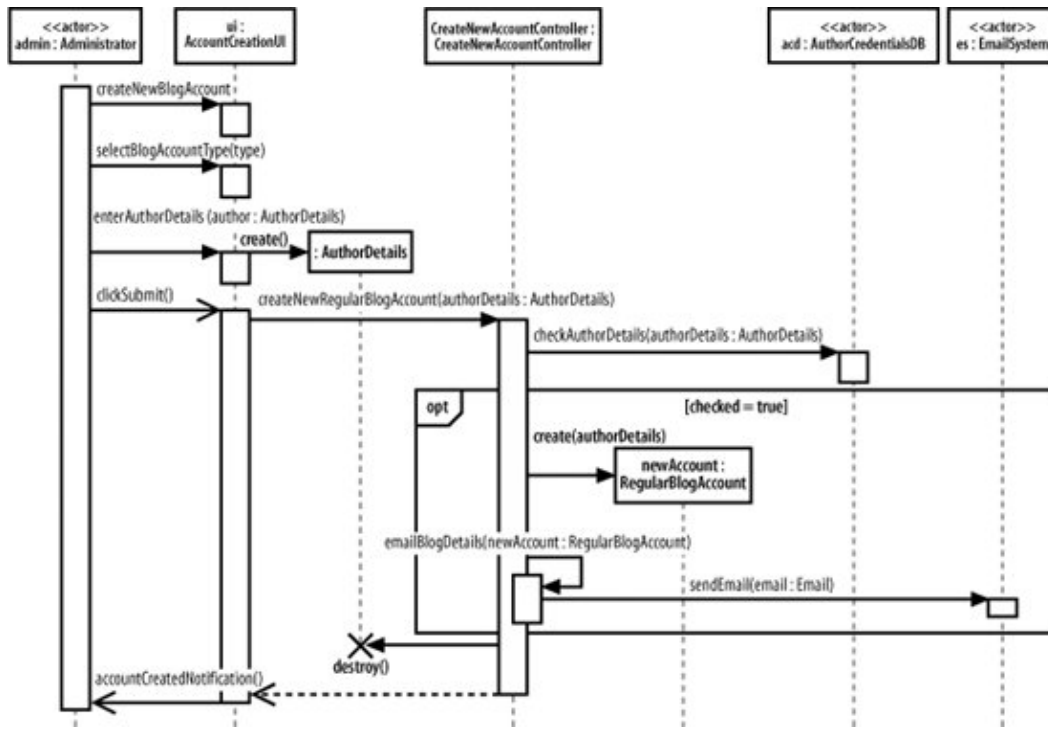 <<actor>>
admin : Administrator
ui :
AccountCreationUI
CreateNewAccountController :
CreateNewAccountController
<<actor>>
acd : AuthorCredentialsDB
<<actor>>
es : EmailSystem
createNewBlogAccount
selectBlogAccountType(type)
enterAuthorDetails (author : AuthorDetails)
create()
: AuthorDetails
clickSubmit()
createNewRegularBlogAccount(authorDetails : AuthorDetails)
checkAuthorDetails(authorDetails : AuthorDetails)
opt
[checked = true]
create(authorDetails)
newAccount :
RegularBlogAccount
emailBlogDetails(newAccount : RegularBlogAccount)
sendEmail(email : Email)
destroy()
accountCreatedNotification()